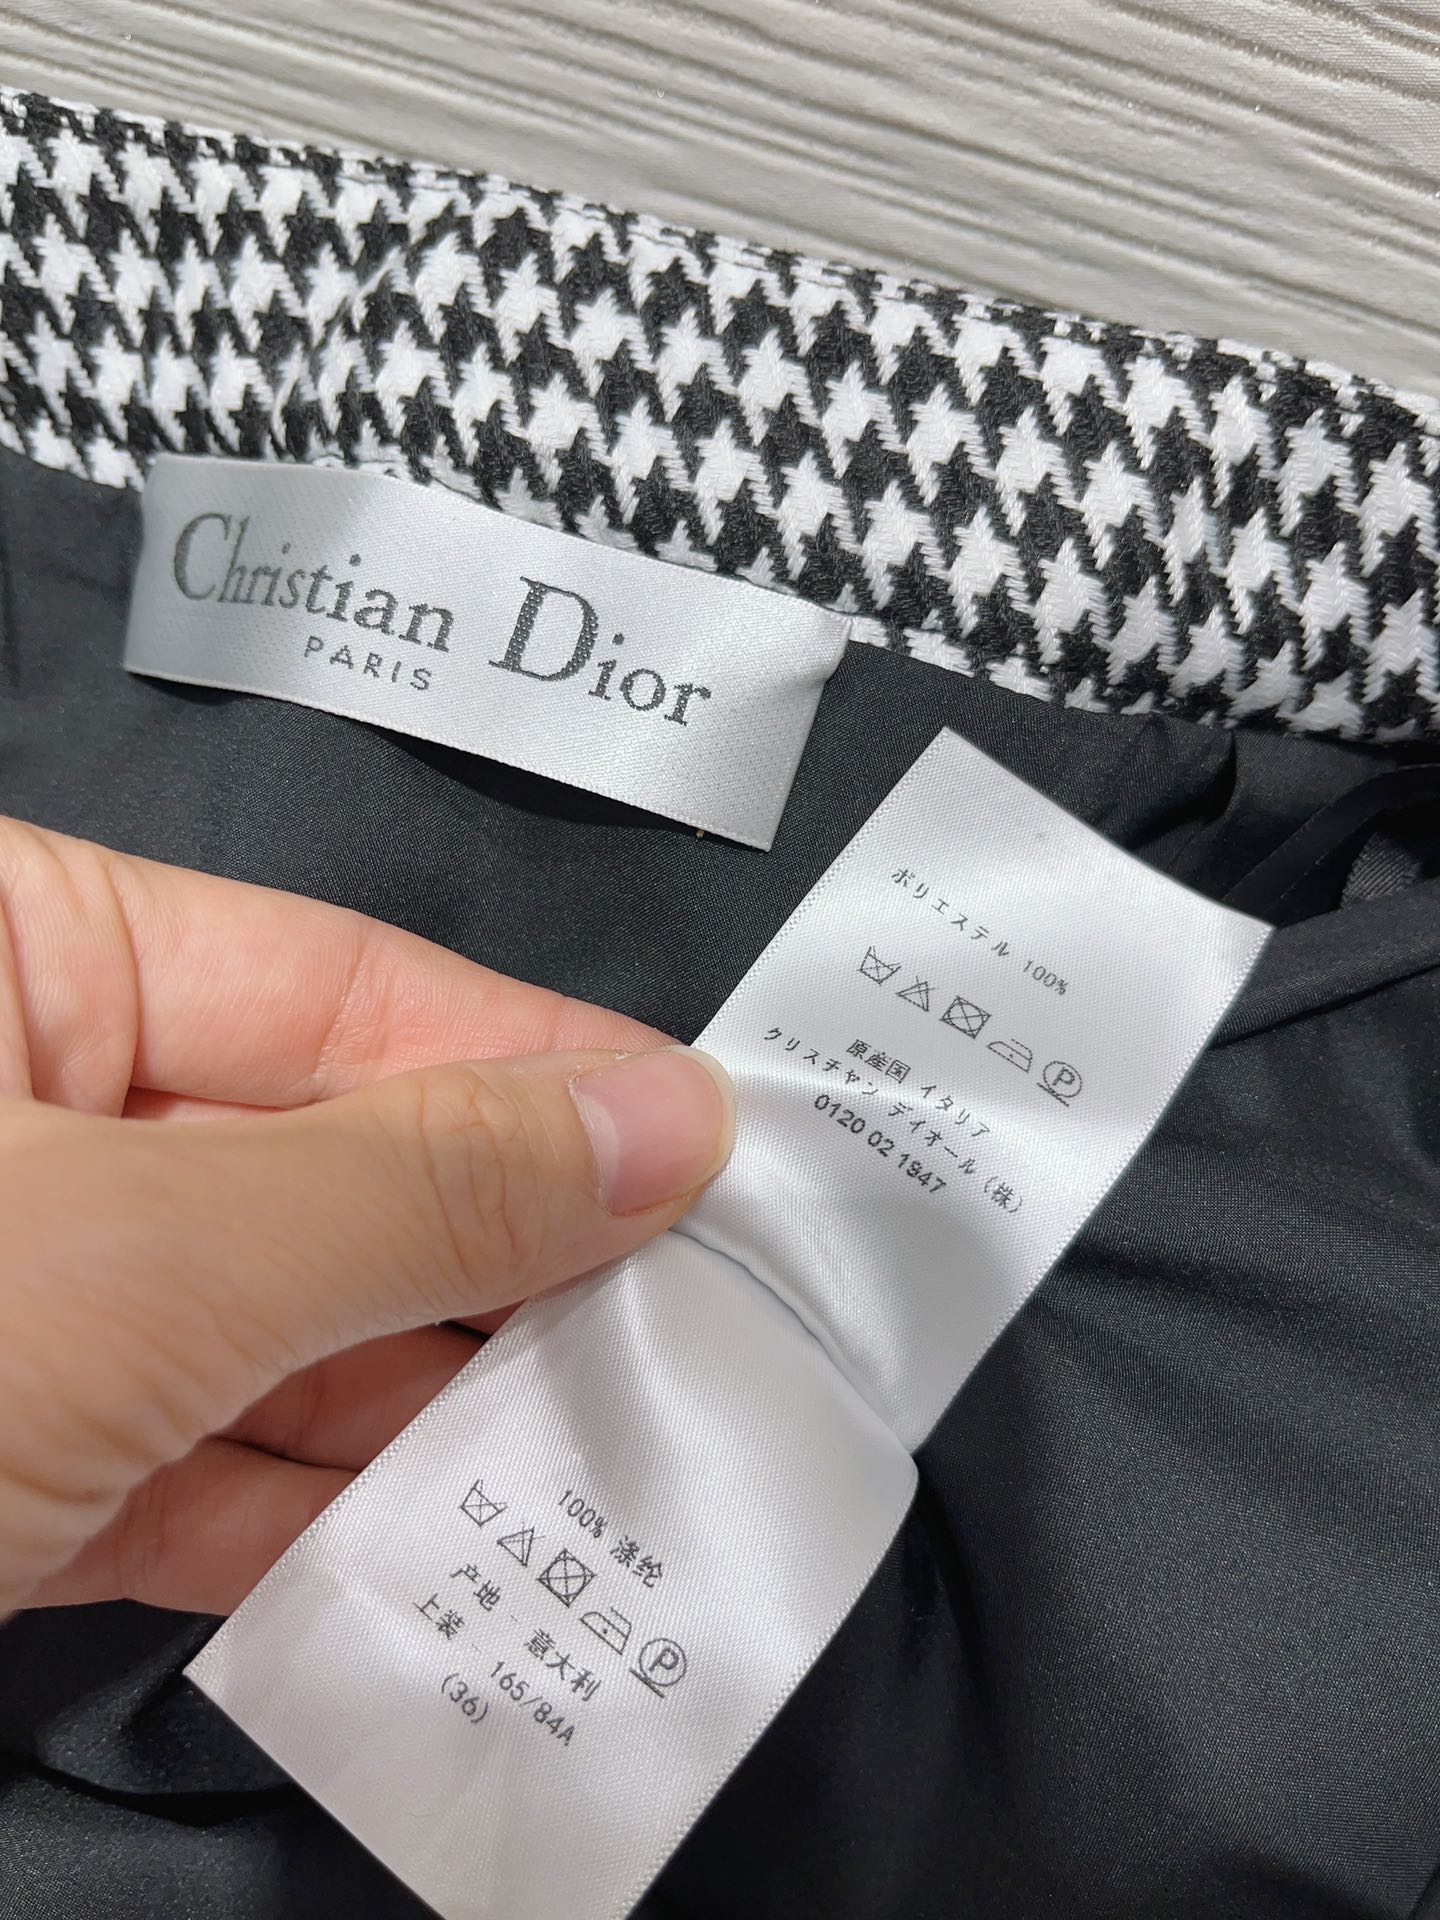 Christian Dior
PARIS
ポリエステル 100%
P
原産国 イタリア
クリスチャン ディオール(株)
0120 02 1947
100% 涤纶
P
产地 - 意大利
上装 - 165/84A
(36)